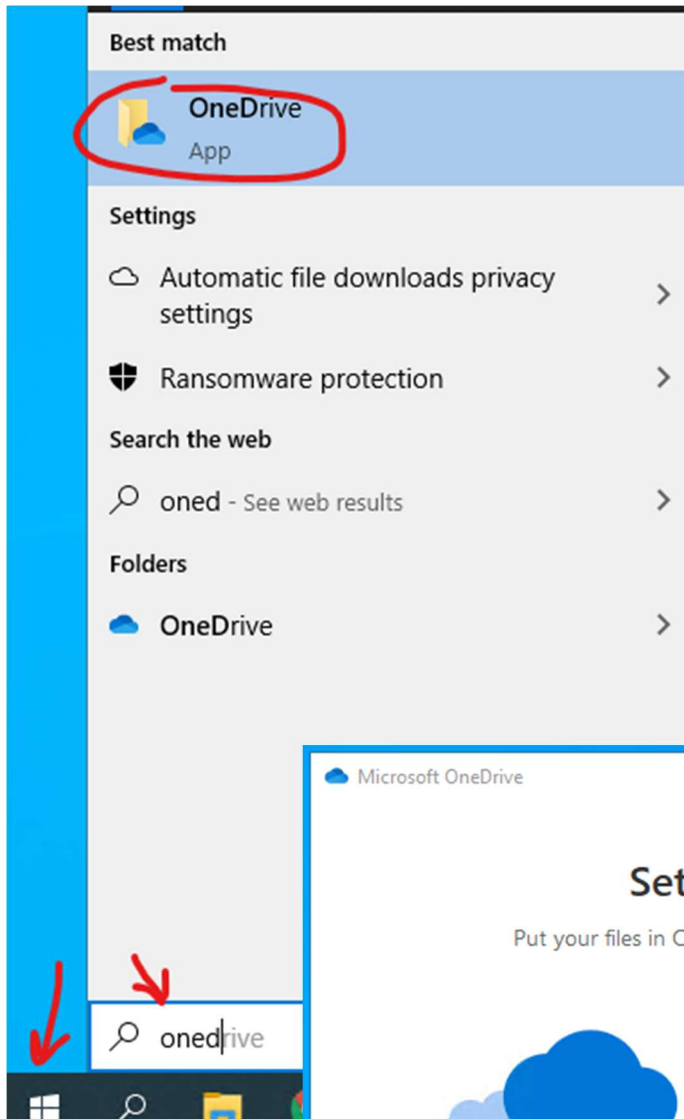 Best match
OneDrive
App
Settings
Automatic file downloads privacy
settings
Ransomware protection
Search the web
oned - See web results
Folders
OneDrive
Microsoft OneDrive
Set
Put your files in
onedrive